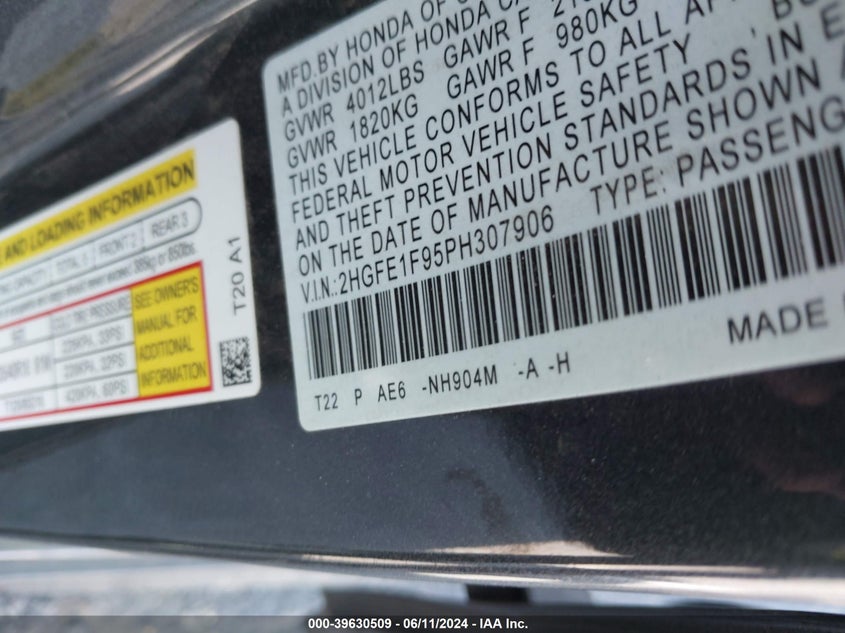 MFD.BY HONDA OF
A DIVISION OF HONDA
GVWR 4012LBS GAWR F
GVWR 1820KG GAWR F 980KG
THIS VEHICLE CONFORMS TO ALL
FEDERAL MOTOR VEHICLE SAFETY
AND THEFT PREVENTION STANDARDS IN
ON THE DATE OF MANUFACTURE SHOWN
V.I.N.:2HGFE1F95PH307906 TYPE: PASSENG
MADE
T22 P AE6 -NH904M -A -H
AND LOADING INFORMATION
TOTAL 5 FRONT 2 REAR 3
SEE OWNER'S
MANUAL FOR
ADDITIONAL
INFORMATION
T20 A1
000-39630509 - 06/11/2024 - IAA Inc.